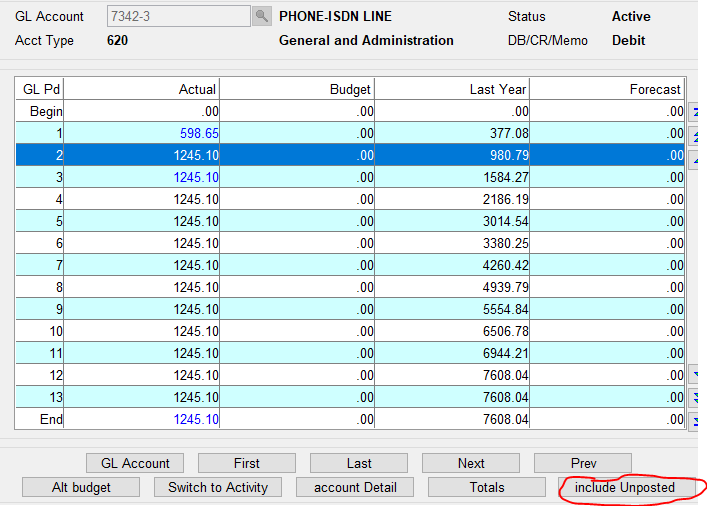 GL Account 7342-3 PHONE-ISDN LINE Status Active
Acct Type 620 General and Administration DB/CR/Memo Debit
GL Pd Actual Budget Last Year Forecast
Begin .00 .00 .00 .00
1 598.65 .00 377.08 .00
2 1245.10 .00 980.79 .00
3 1245.10 .00 1584.27 .00
4 1245.10 .00 2186.19 .00
5 1245.10 .00 3014.54 .00
6 1245.10 .00 3380.25 .00
7 1245.10 .00 4260.42 .00
8 1245.10 .00 4939.79 .00
9 1245.10 .00 5554.84 .00
10 1245.10 .00 6506.78 .00
11 1245.10 .00 6944.21 .00
12 1245.10 .00 7608.04 .00
13 1245.10 .00 7608.04 .00
End 1245.10 .00 7608.04 .00
GL Account First Last Next Prev
Alt budget Switch to Activity account Detail Totals include Unposted